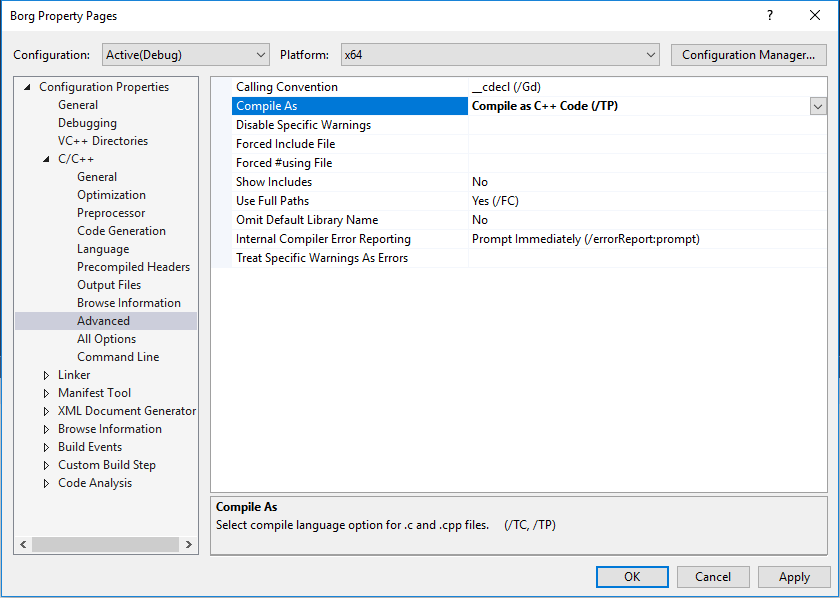 Borg Property Pages
?
Configuration: Active(Debug) Platform: x64 Configuration Manager...
Configuration Properties
General
Debugging
VC++ Directories
C/C++
General
Optimization
Preprocessor
Code Generation
Language
Precompiled Headers
Output Files
Browse Information
Advanced
All Options
Command Line
Linker
Manifest Tool
XML Document Generator
Browse Information
Build Events
Custom Build Step
Code Analysis
Calling Convention __cdecl (/Gd)
Compile As Compile as C++ Code (/TP)
Disable Specific Warnings
Forced Include File
Forced #using File
Show Includes No
Use Full Paths Yes (/FC)
Omit Default Library Name No
Internal Compiler Error Reporting Prompt Immediately (/errorReport:prompt)
Treat Specific Warnings As Errors
Compile As
Select compile language option for .c and .cpp files. (/TC, /TP)
OK Cancel Apply